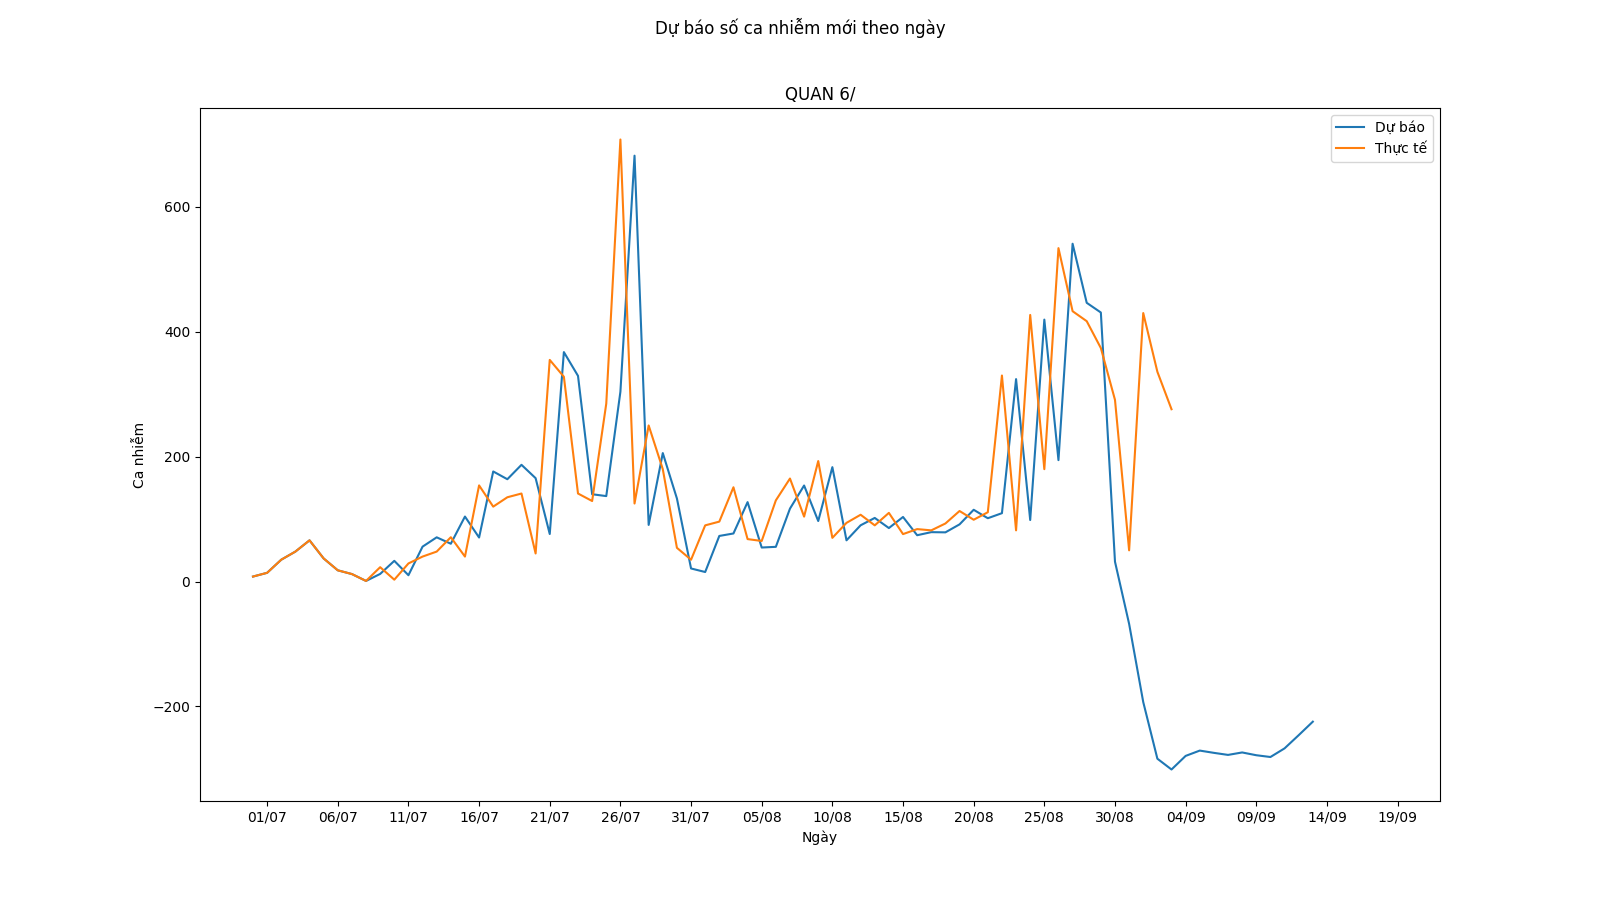 Dự báo số ca nhiễm mới theo ngày
QUAN 6/
Dự báo
Thực tế
600
400
200
0
−200
Ca nhiễm
01/07 06/07 11/07 16/07 21/07 26/07 31/07 05/08 10/08 15/08 20/08 25/08 30/08 04/09 09/09 14/09 19/09
Ngày